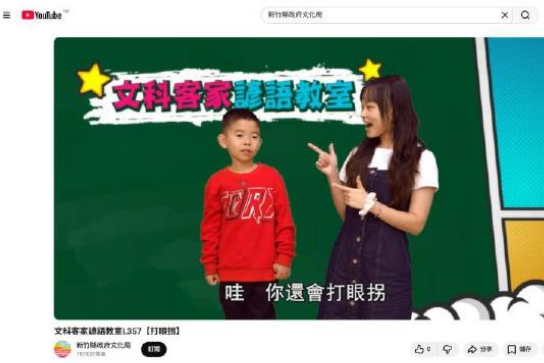 YouTube TW
新竹縣政府文化局
文科客家諺語教室
哇 你還會打眼拐
文科客家諺語教室L357【打眼拐】
新竹縣政府文化局
訂閱
0
分享
儲存